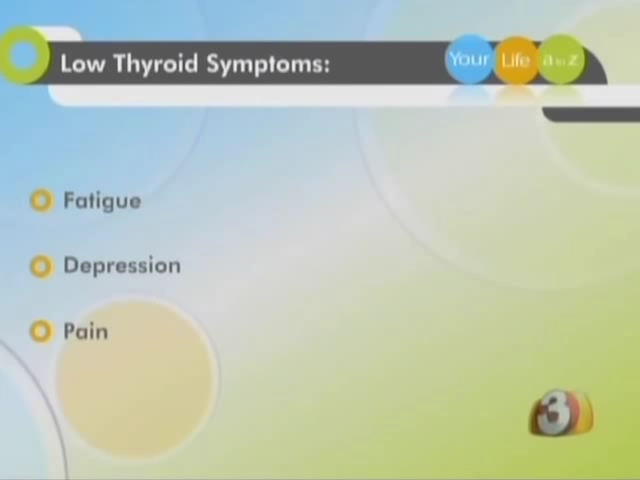 Low Thyroid Symptoms:
Your Life a to z
Fatigue
Depression
Pain
3